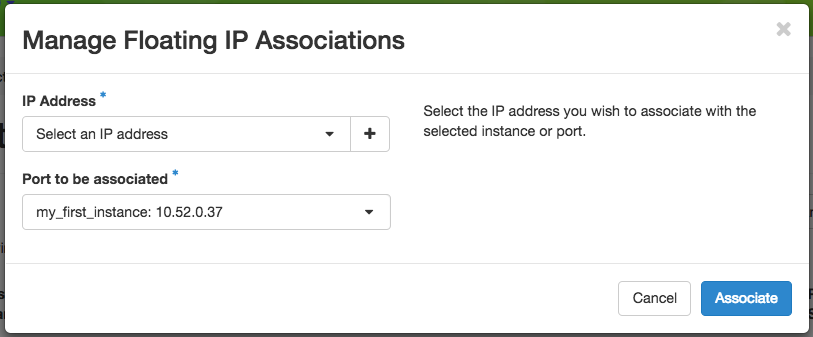 Manage Floating IP Associations
IP Address *
Select an IP address
Select the IP address you wish to associate with the
selected instance or port.
Port to be associated *
my_first_instance: 10.52.0.37
Cancel
Associate